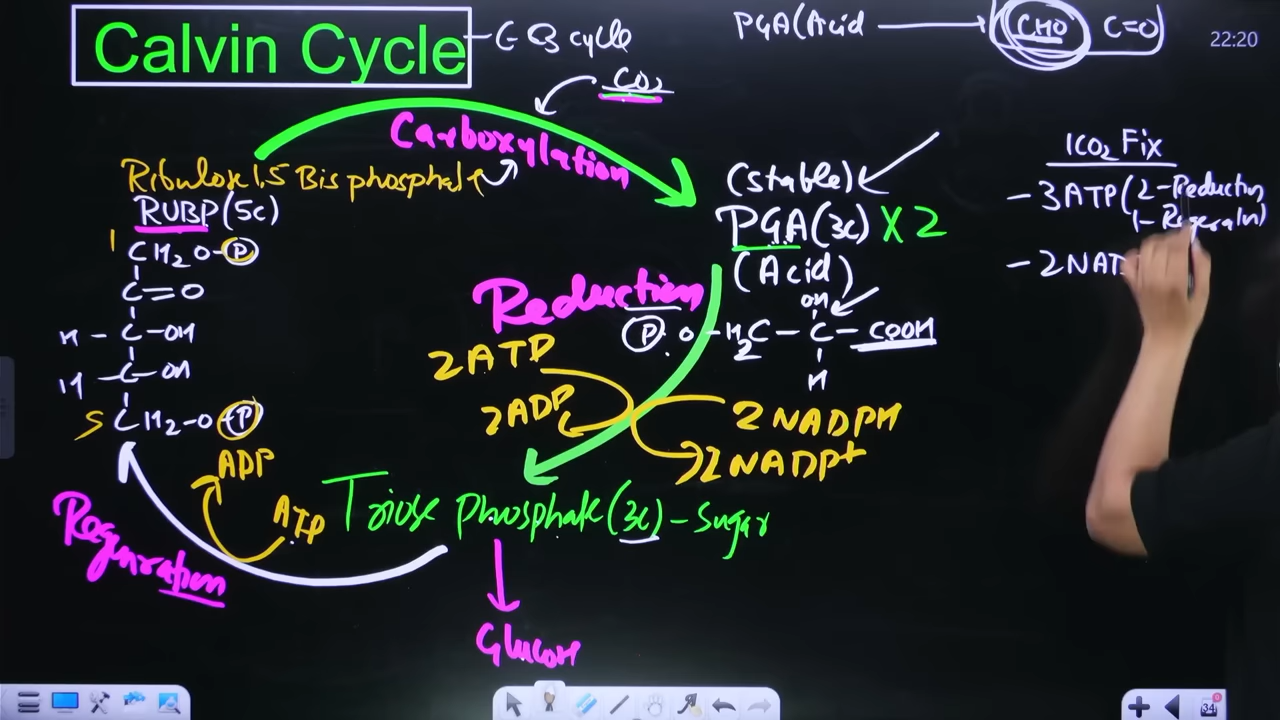 Calvin Cycle
C3 cycle
CO2
PGA(Acid
CHO C=O
22:20
Carboxylation
Ribulose 1,5 Bis phosphate
RUBP(5C)
1 CH2O-P
C=O
H-C-OH
H-C-OH
5 CH2-O-P
(stable)
PGA(3C) X 2
(Acid)
OH
P.O-H2C-C-COOH
H
1CO2 Fix
-3ATP(2-Reduction
1-
-2NA
Reduction
2ATP
2ADP
2NADPH
2NADP+
ADP
ATP
Triose phosphate(3C)-sugar
Regeneration
Glucose
34